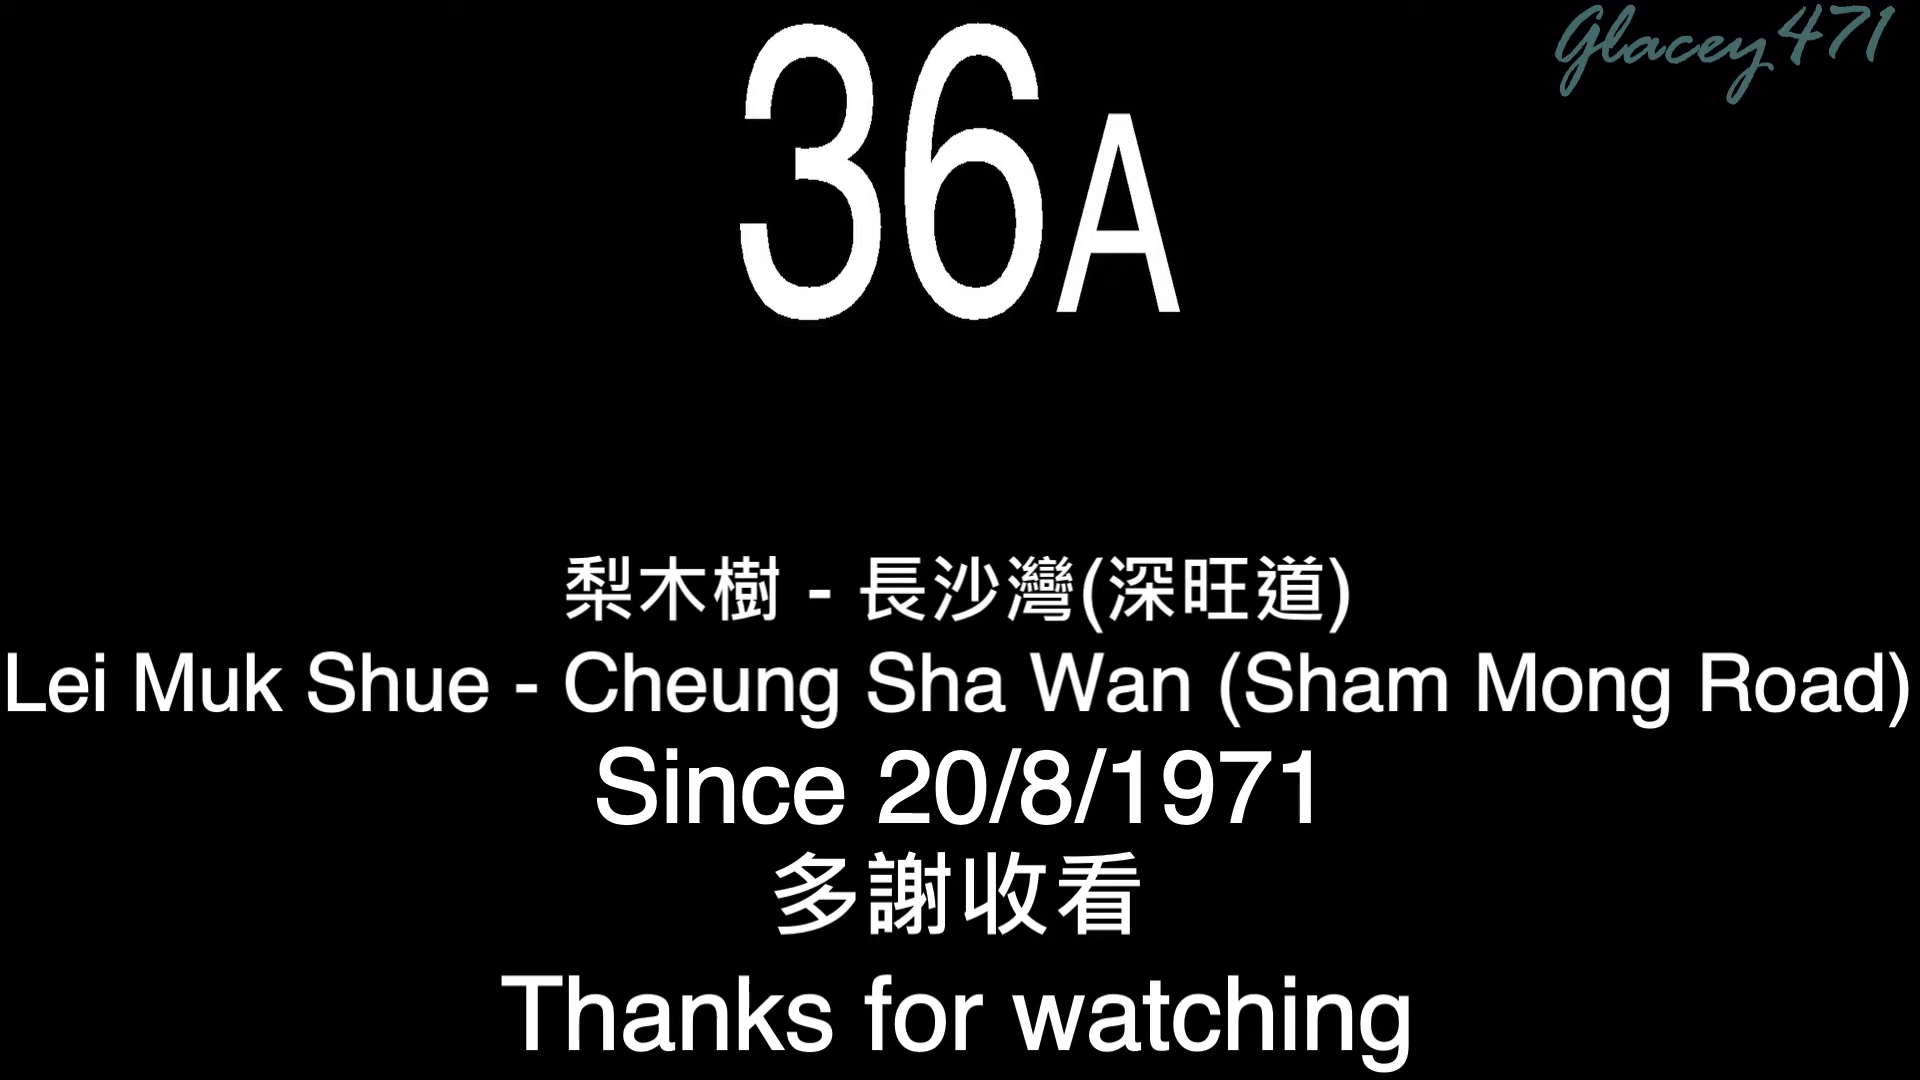 Glacey471
36A
梨木樹 - 長沙灣(深旺道)
Lei Muk Shue - Cheung Sha Wan (Sham Mong Road)
Since 20/8/1971
多謝收看
Thanks for watching